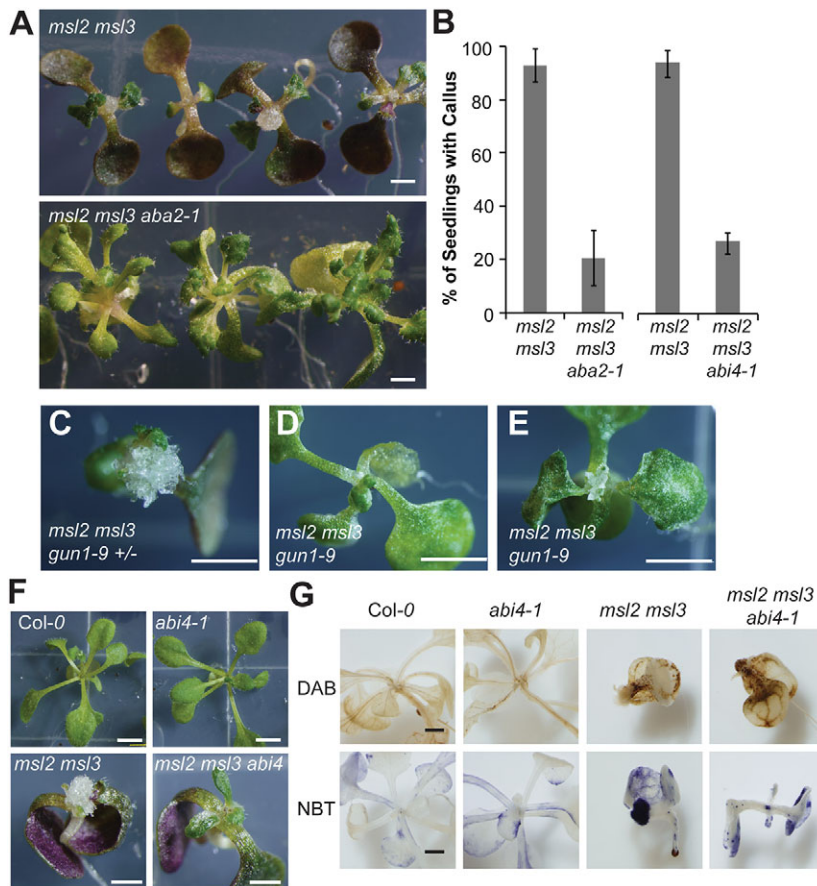 A
msl2 msl3
msl2 msl3 aba2-1
B
% of Seedlings with Callus
100
80
60
40
20
0
msl2
msl3
msl2
msl3
aba2-1
msl2
msl3
msl2
msl3
abi4-1
C
msl2 msl3
gun1-9 +/-
D
msl2 msl3
gun1-9
E
msl2 msl3
gun1-9
F
Col-0
abi4-1
msl2 msl3
msl2 msl3 abi4
G
Col-0
abi4-1
msl2 msl3
msl2 msl3
abi4-1
DAB
NBT